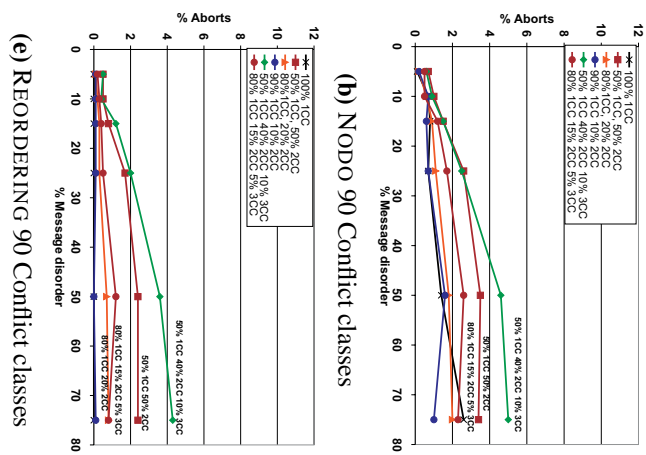 % Aborts
0 2 4 6 8 10 12
100% 1CC
50% 1CC, 50% 2CC
80% 1CC, 20% 2CC
90% 1CC 10% 2CC
50% 1CC 40% 2CC 10% 3CC
80% 1CC 15% 2CC 5% 3CC
50% 1CC 40% 2CC 10% 3CC
50% 1CC 50% 2CC
80% 1CC 15% 2CC 5% 3CC
0 10 20 30 40 50 60 70 80
% Message disorder
(b) NODO 90 Conflict classes
% Aborts
0 2 4 6 8 10 12
100% 1CC
50% 1CC, 50% 2CC
80% 1CC, 20% 2CC
90% 1CC 10% 2CC
50% 1CC 40% 2CC 10% 3CC
80% 1CC 15% 2CC 5% 3CC
50% 1CC 40% 2CC 10% 3CC
50% 1CC 50% 2CC
80% 1CC 15% 2CC 5% 3CC
80% 1CC 20% 2CC
0 10 20 30 40 50 60 70 80
% Message disorder
(e) REORDERING 90 Conflict classes